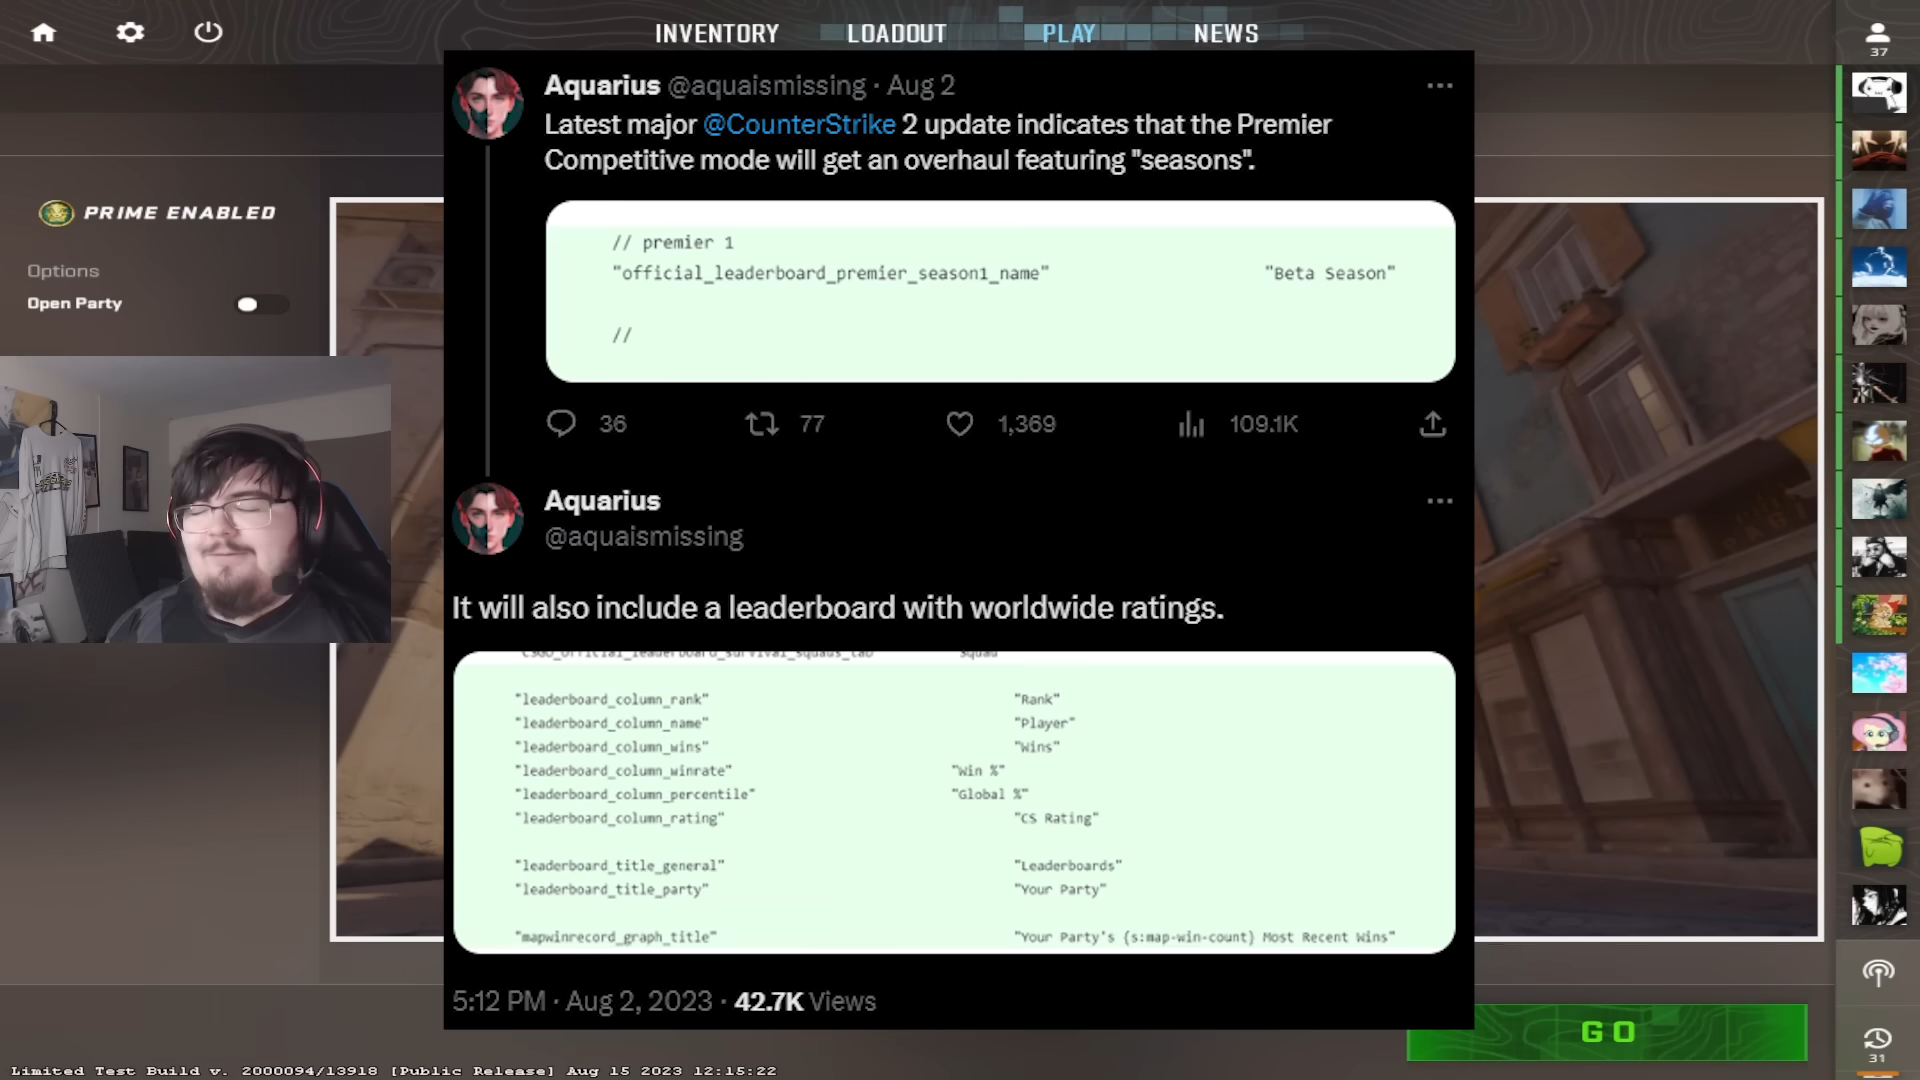 INVENTORY LOADOUT PLAY NEWS
37
PRIME ENABLED
Options
Open Party
Aquarius @aquaismissing · Aug 2
Latest major @CounterStrike 2 update indicates that the Premier
Competitive mode will get an overhaul featuring "seasons".
// premier 1
"official_leaderboard_premier_season1_name" "Beta Season"
//
36 77 1,369 109.1K
Aquarius
@aquaismissing
It will also include a leaderboard with worldwide ratings.
"CSGO_official_leaderboard_survival_squads_tab" "Squad"
"leaderboard_column_rank" "Rank"
"leaderboard_column_name" "Player"
"leaderboard_column_wins" "Wins"
"leaderboard_column_winrate" "Win %"
"leaderboard_column_percentile" "Global %"
"leaderboard_column_rating" "CS Rating"
"leaderboard_title_general" "Leaderboards"
"leaderboard_title_party" "Your Party"
"mapwinrecord_graph_title" "Your Party's {s:map-win-count} Most Recent Wins"
5:12 PM · Aug 2, 2023 · 42.7K Views
GO
31
Limited Test Build v. 2000094/13918 [Public Release] Aug 15 2023 12:15:22